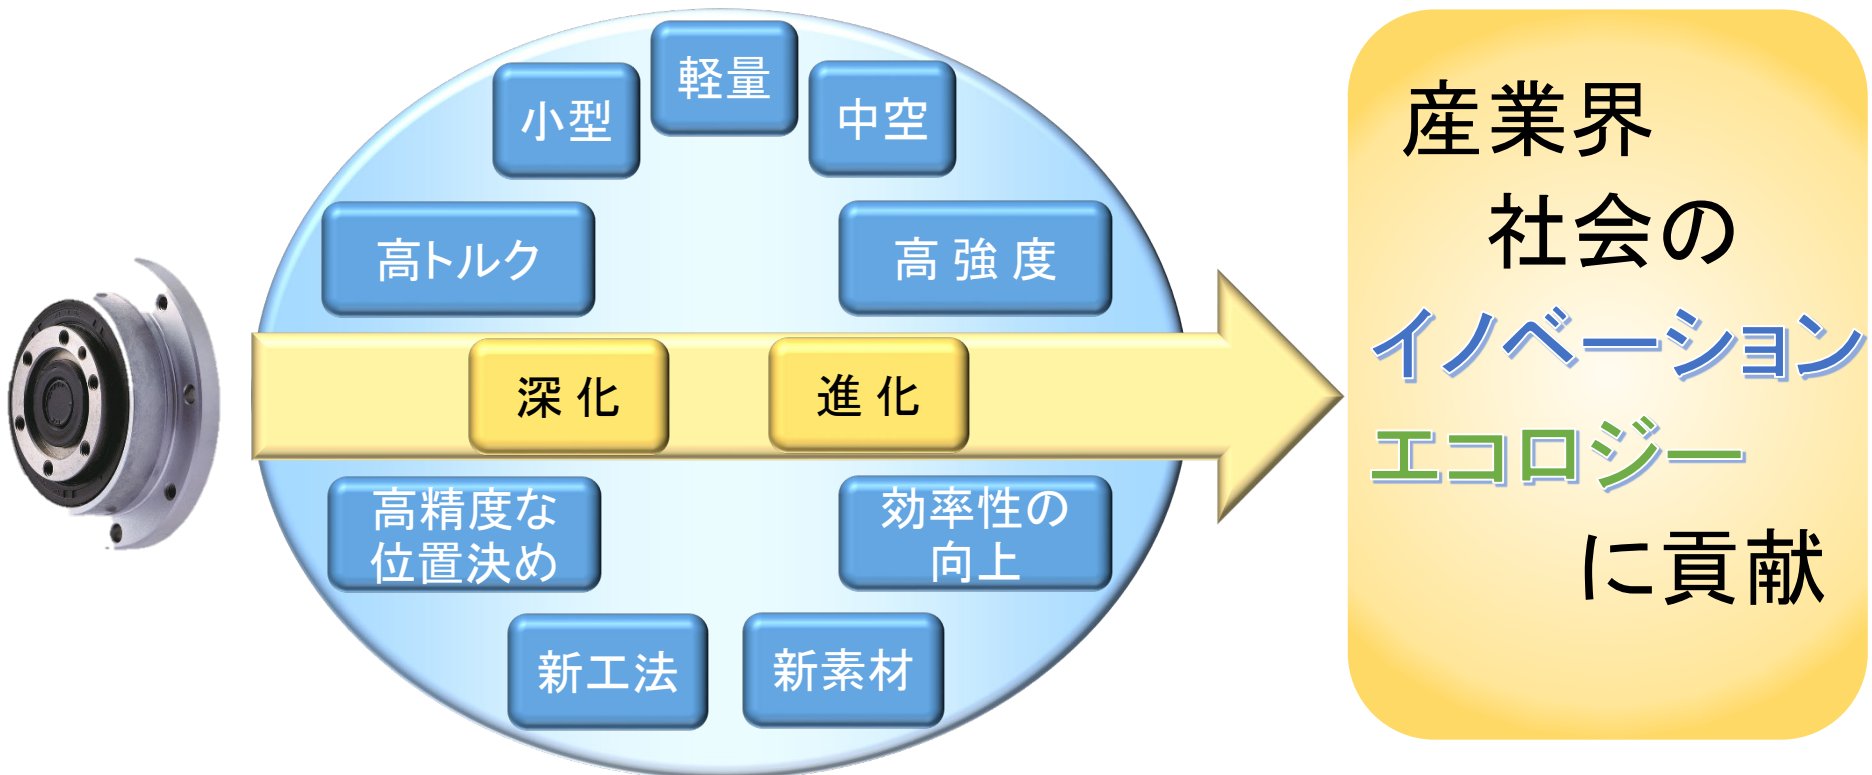 軽量
小型
中空
高トルク
高強度
深化
進化
高精度な
位置決め
効率性の
向上
新工法
新素材
産業界
社会の
イノベーション
エコロジー
に貢献